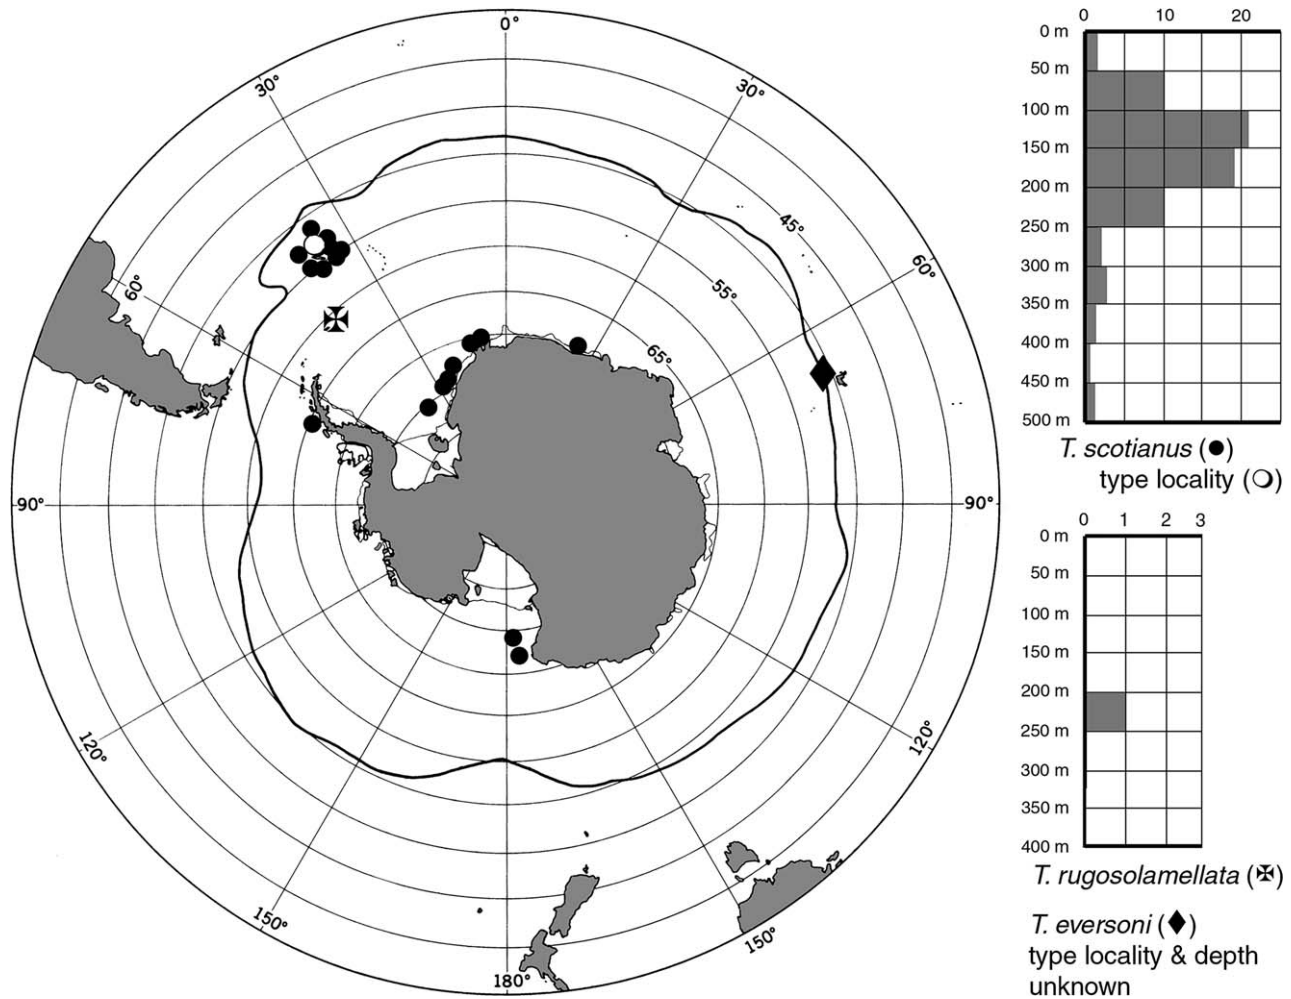 0°
30°
30°
45°
60°
60°
55°
65°
90°
90°
120°
120°
150°
150°
180°
0 10 20
0 m
50 m
100 m
150 m
200 m
250 m
300 m
350 m
400 m
450 m
500 m
T. scotianus (●)
type locality (❍)
0 1 2 3
0 m
50 m
100 m
150 m
200 m
250 m
300 m
350 m
400 m
T. rugosolamellata (✠)
T. eversoni (◆)
type locality & depth
unknown